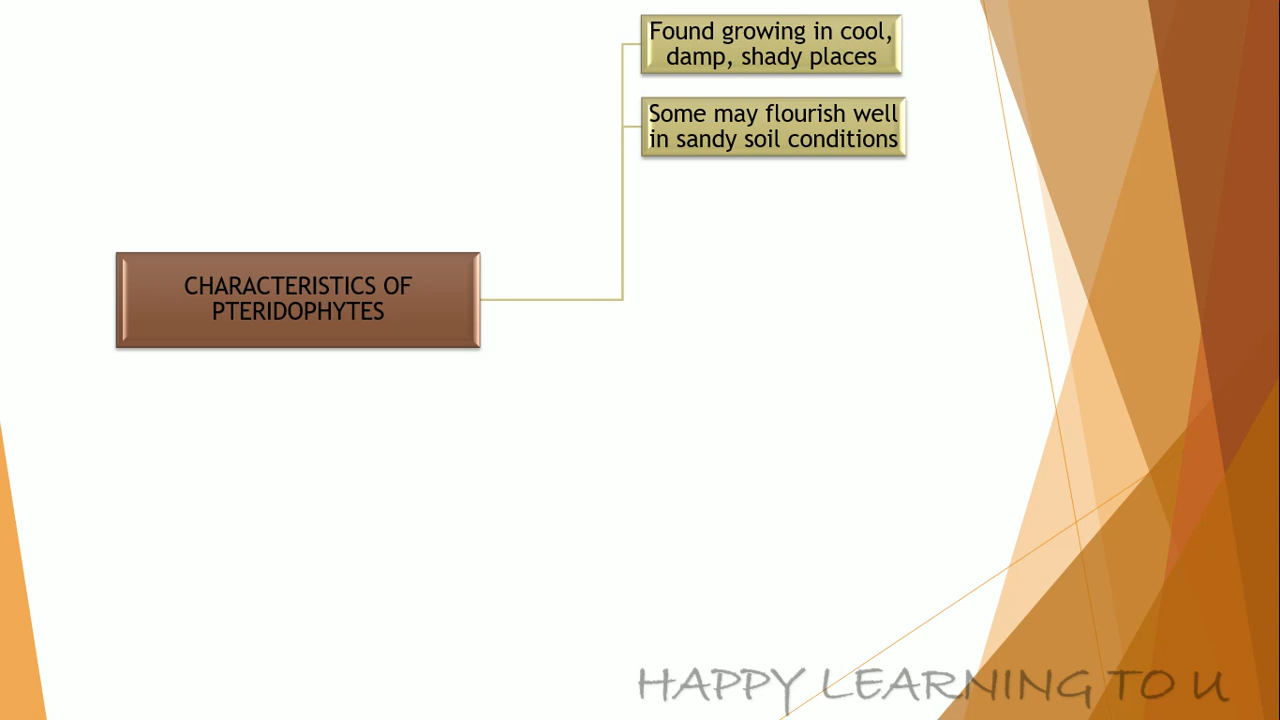 Found growing in cool,
damp, shady places
Some may flourish well
in sandy soil conditions
CHARACTERISTICS OF
PTERIDOPHYTES
HAPPY LEARNING TO U